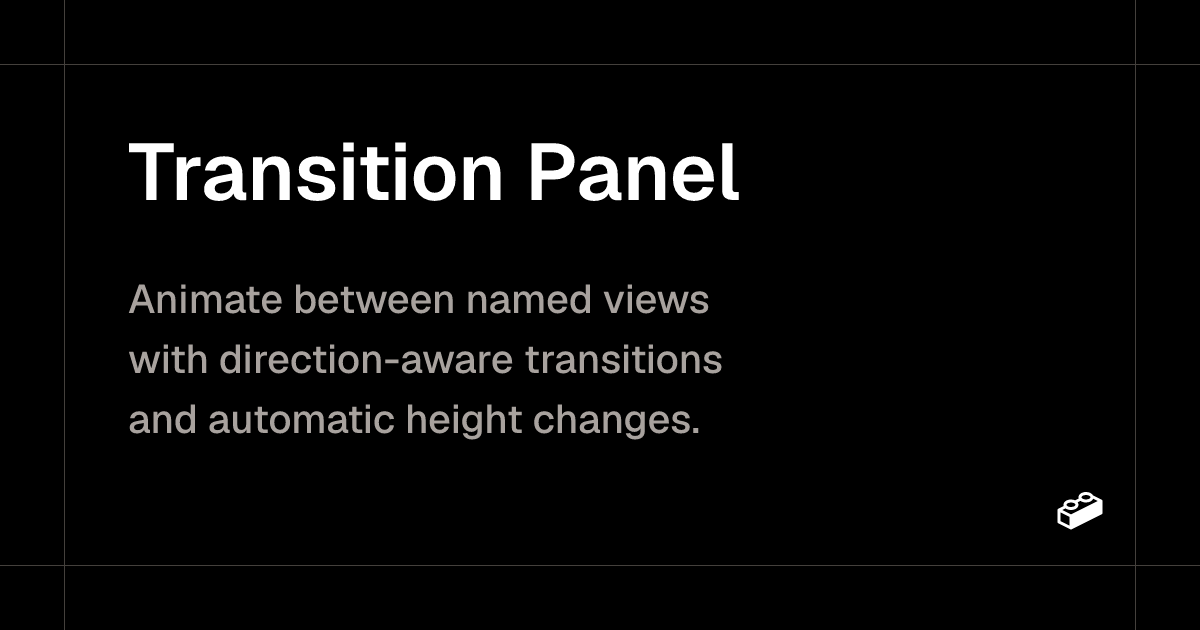 Transition Panel
Animate between named views
with direction-aware transitions
and automatic height changes.